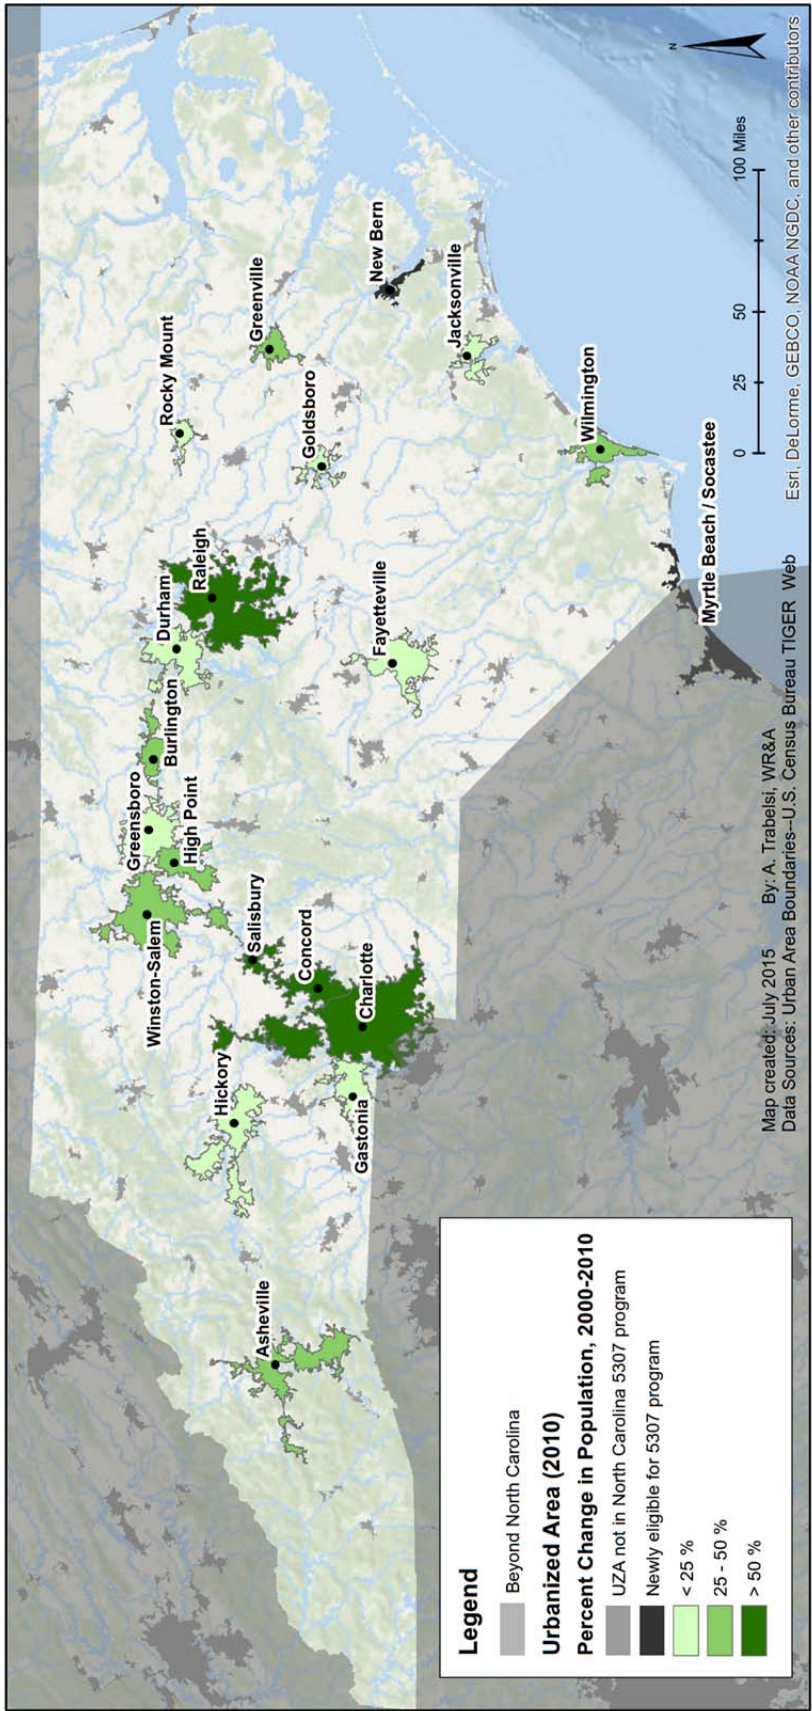 Asheville
Hickory
Gastonia
Winston-Salem
Salisbury
Concord
Charlotte
Greensboro
High Point
Burlington
Durham
Raleigh
Fayetteville
Rocky Mount
Goldsboro
Greenville
New Bern
Jacksonville
Wilmington
Myrtle Beach / Socastee
N
0 25 50 100 Miles
Legend
Beyond North Carolina
Urbanized Area (2010)
Percent Change in Population, 2000-2010
UZA not in North Carolina 5307 program
Newly eligible for 5307 program
< 25 %
25 - 50 %
> 50 %
Map created: July 2015 By: A. Trabelsi, WR&A
Data Sources: Urban Area Boundaries--U.S. Census Bureau TIGER Web
Esri, DeLorme, GEBCO, NOAA NGDC, and other contributors